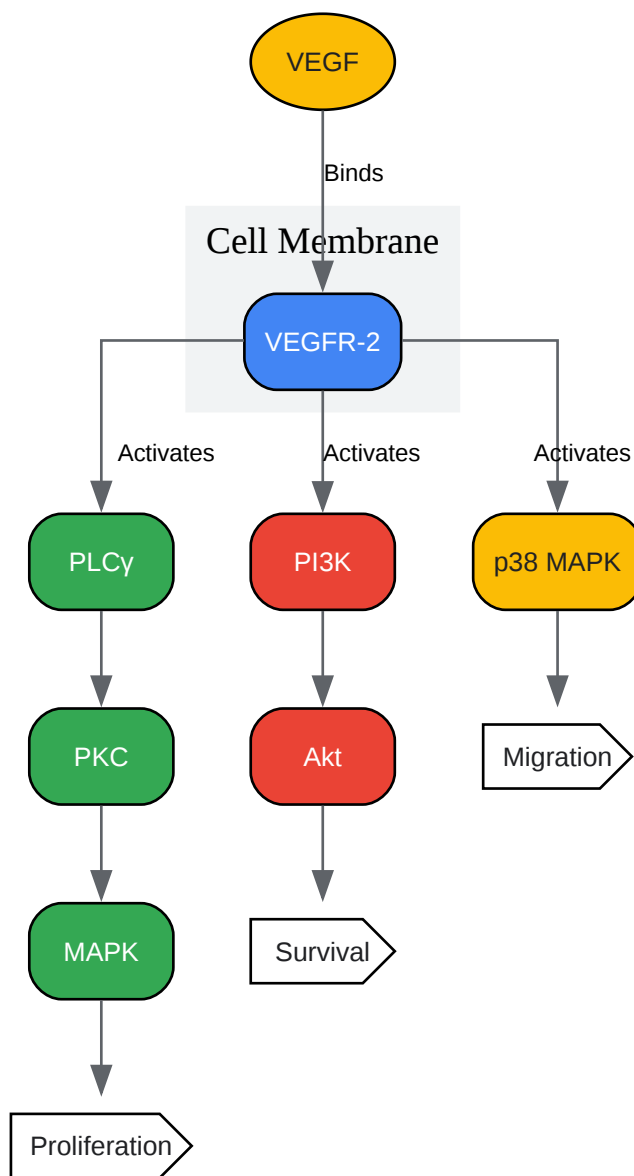 VEGF
Binds
Cell Membrane
VEGFR-2
Activates
Activates
Activates
PLCγ
PI3K
p38 MAPK
PKC
Akt
Migration
MAPK
Survival
Proliferation